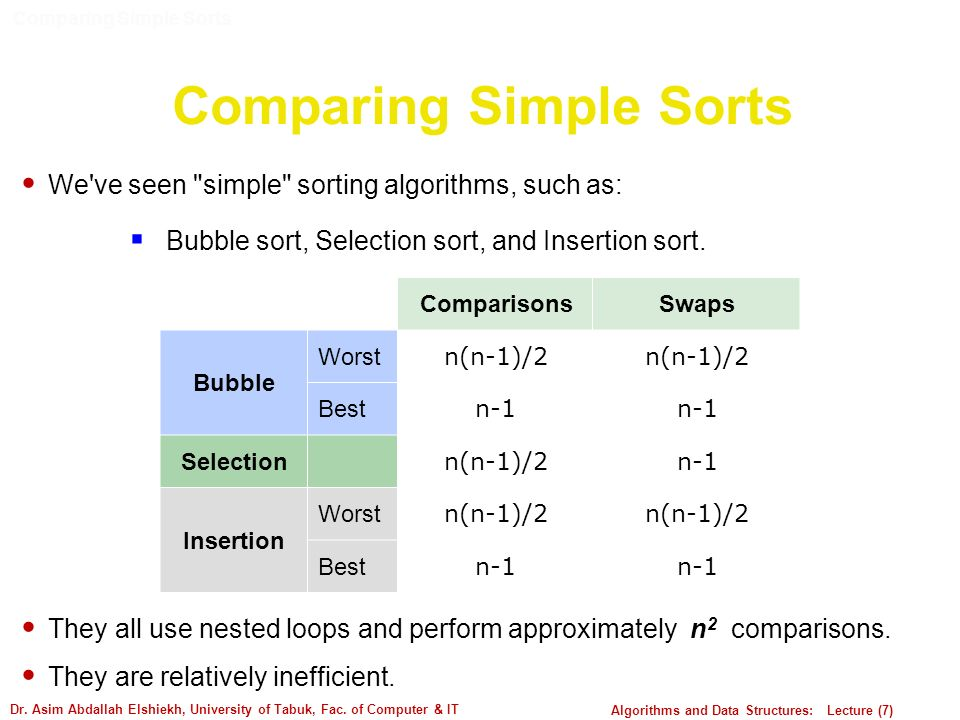 Comparing Simple Sorts
Comparing Simple Sorts
• We've seen "simple" sorting algorithms, such as:
▪ Bubble sort, Selection sort, and Insertion sort.
Comparisons Swaps
Bubble
Worst n(n-1)/2 n(n-1)/2
Best n-1 n-1
Selection n(n-1)/2 n-1
Insertion
Worst n(n-1)/2 n(n-1)/2
Best n-1 n-1
• They all use nested loops and perform approximately n² comparisons.
• They are relatively inefficient.
Dr. Asim Abdallah Elshiekh, University of Tabuk, Fac. of Computer & IT Algorithms and Data Structures: Lecture (7)